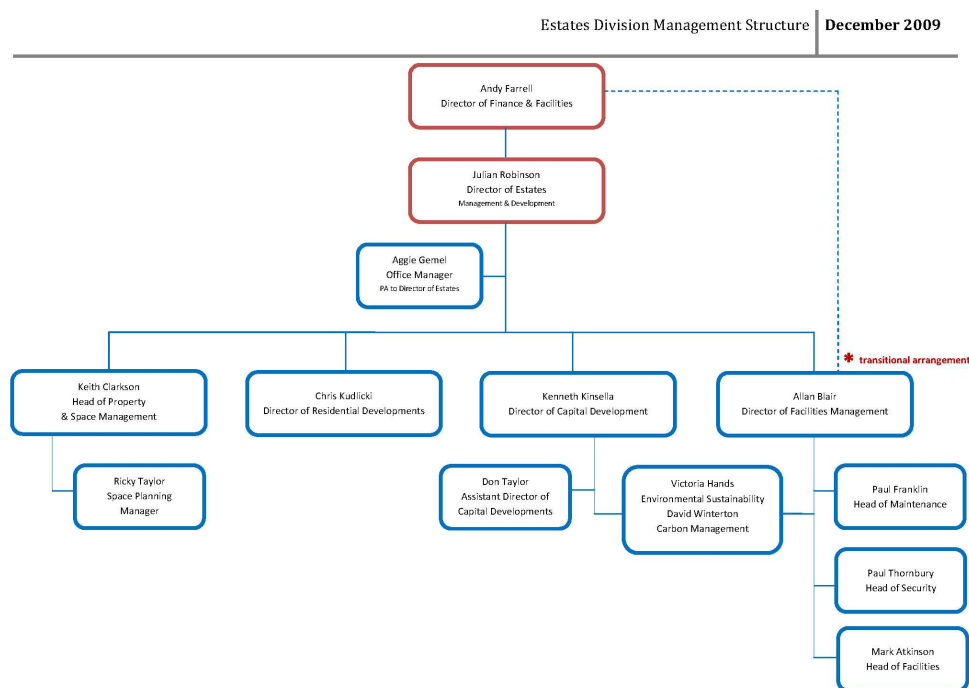 Estates Division Management Structure December 2009
Andy Farrell
Director of Finance & Facilities
Julian Robinson
Director of Estates
Management & Development
Aggie Gemel
Office Manager
PA to Director of Estates
* transitional arrangement
Keith Clarkson
Head of Property
& Space Management
Chris Kudlicki
Director of Residential Developments
Kenneth Kinsella
Director of Capital Development
Allan Blair
Director of Facilities Management
Ricky Taylor
Space Planning
Manager
Don Taylor
Assistant Director of
Capital Developments
Victoria Hands
Environmental Sustainability
David Winterton
Carbon Management
Paul Franklin
Head of Maintenance
Paul Thornbury
Head of Security
Mark Atkinson
Head of Facilities